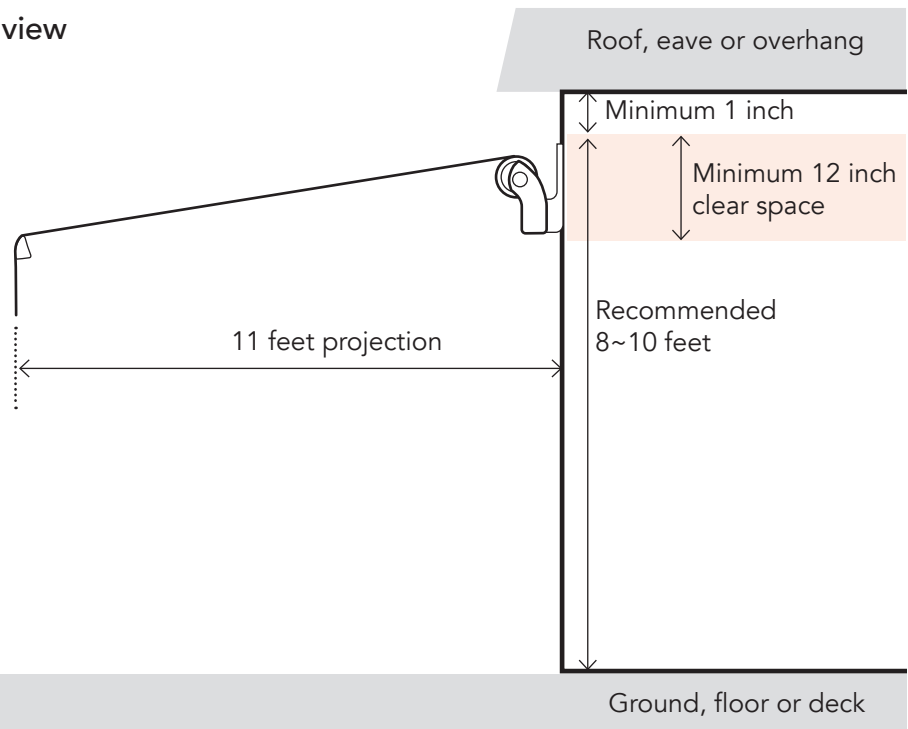 view
Roof, eave or overhang
Minimum 1 inch
Minimum 12 inch
clear space
Recommended
8~10 feet
11 feet projection
Ground, floor or deck